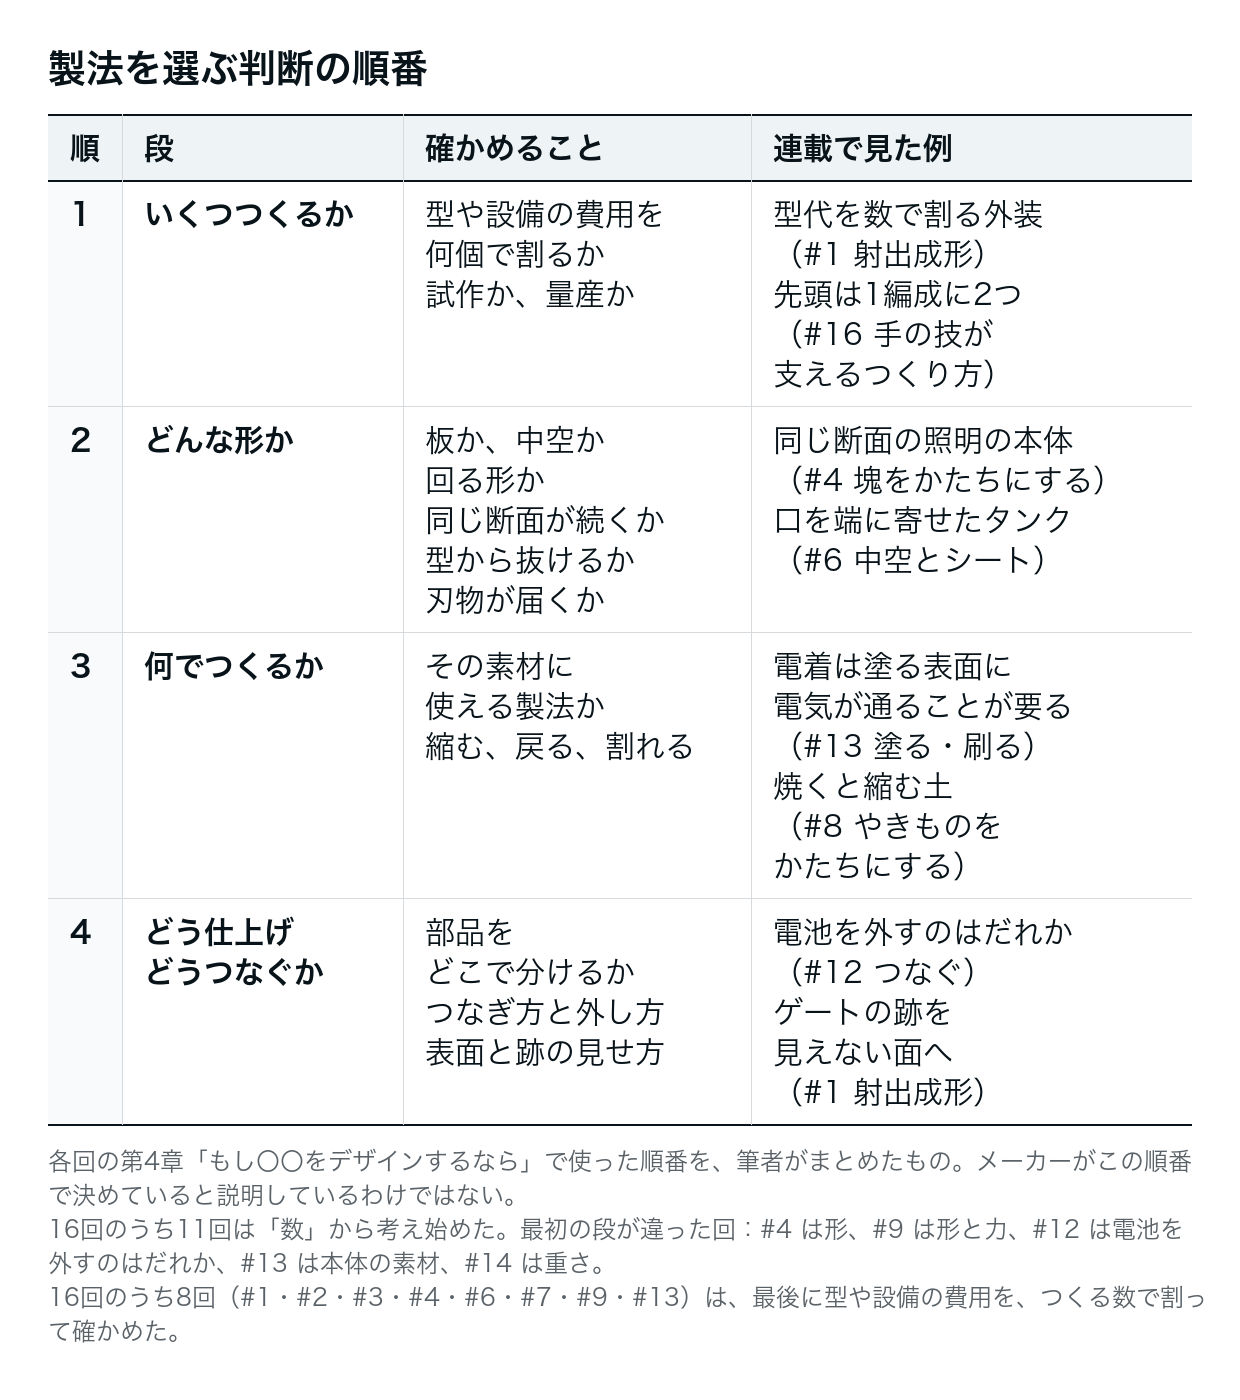 製法を選ぶ判断の順番
順 段 確かめること 連載で見た例
1 いくつつくるか
型や設備の費用を
何個で割るか
試作か、量産か
型代を数で割る外装
（#1 射出成形）
先頭は1編成に2つ
（#16 手の技が
支えるつくり方）
2 どんな形か
板か、中空か
回る形か
同じ断面が続くか
型から抜けるか
刃物が届くか
同じ断面の照明の本体
（#4 塊をかたちにする）
口を端に寄せたタンク
（#6 中空とシート）
3 何でつくるか
その素材に
使える製法か
縮む、戻る、割れる
電着は塗る表面に
電気が通ることが要る
（#13 塗る・刷る）
焼くと縮む土
（#8 やきものを
かたちにする）
4 どう仕上げ
どうつなぐか
部品を
どこで分けるか
つなぎ方と外し方
表面と跡の見せ方
電池を外すのはだれか
（#12 つなぐ）
ゲートの跡を
見えない面へ
（#1 射出成形）
各回の第4章「もし〇〇をデザインするなら」で使った順番を、筆者がまとめたもの。メーカーがこの順番
で決めていると説明しているわけではない。
16回のうち11回は「数」から考え始めた。最初の段が違った回：#4 は形、#9 は形と力、#12 は電池を
外すのはだれか、#13 は本体の素材、#14 は重さ。
16回のうち8回（#1・#2・#3・#4・#6・#7・#9・#13）は、最後に型や設備の費用を、つくる数で割っ
て確かめた。